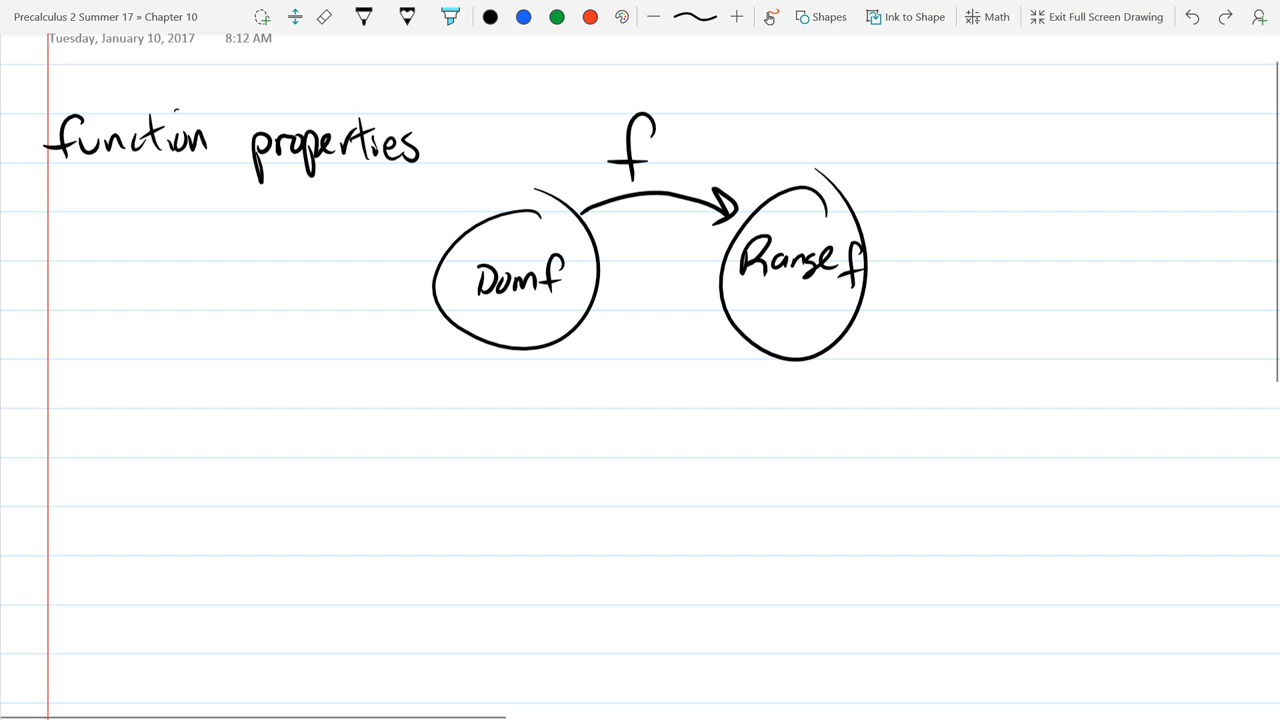 Precalculus 2 Summer 17 » Chapter 10
Shapes
Ink to Shape
Math
Exit Full Screen Drawing
Tuesday, January 10, 2017 8:12 AM
function properties
f
Dom f
Range f